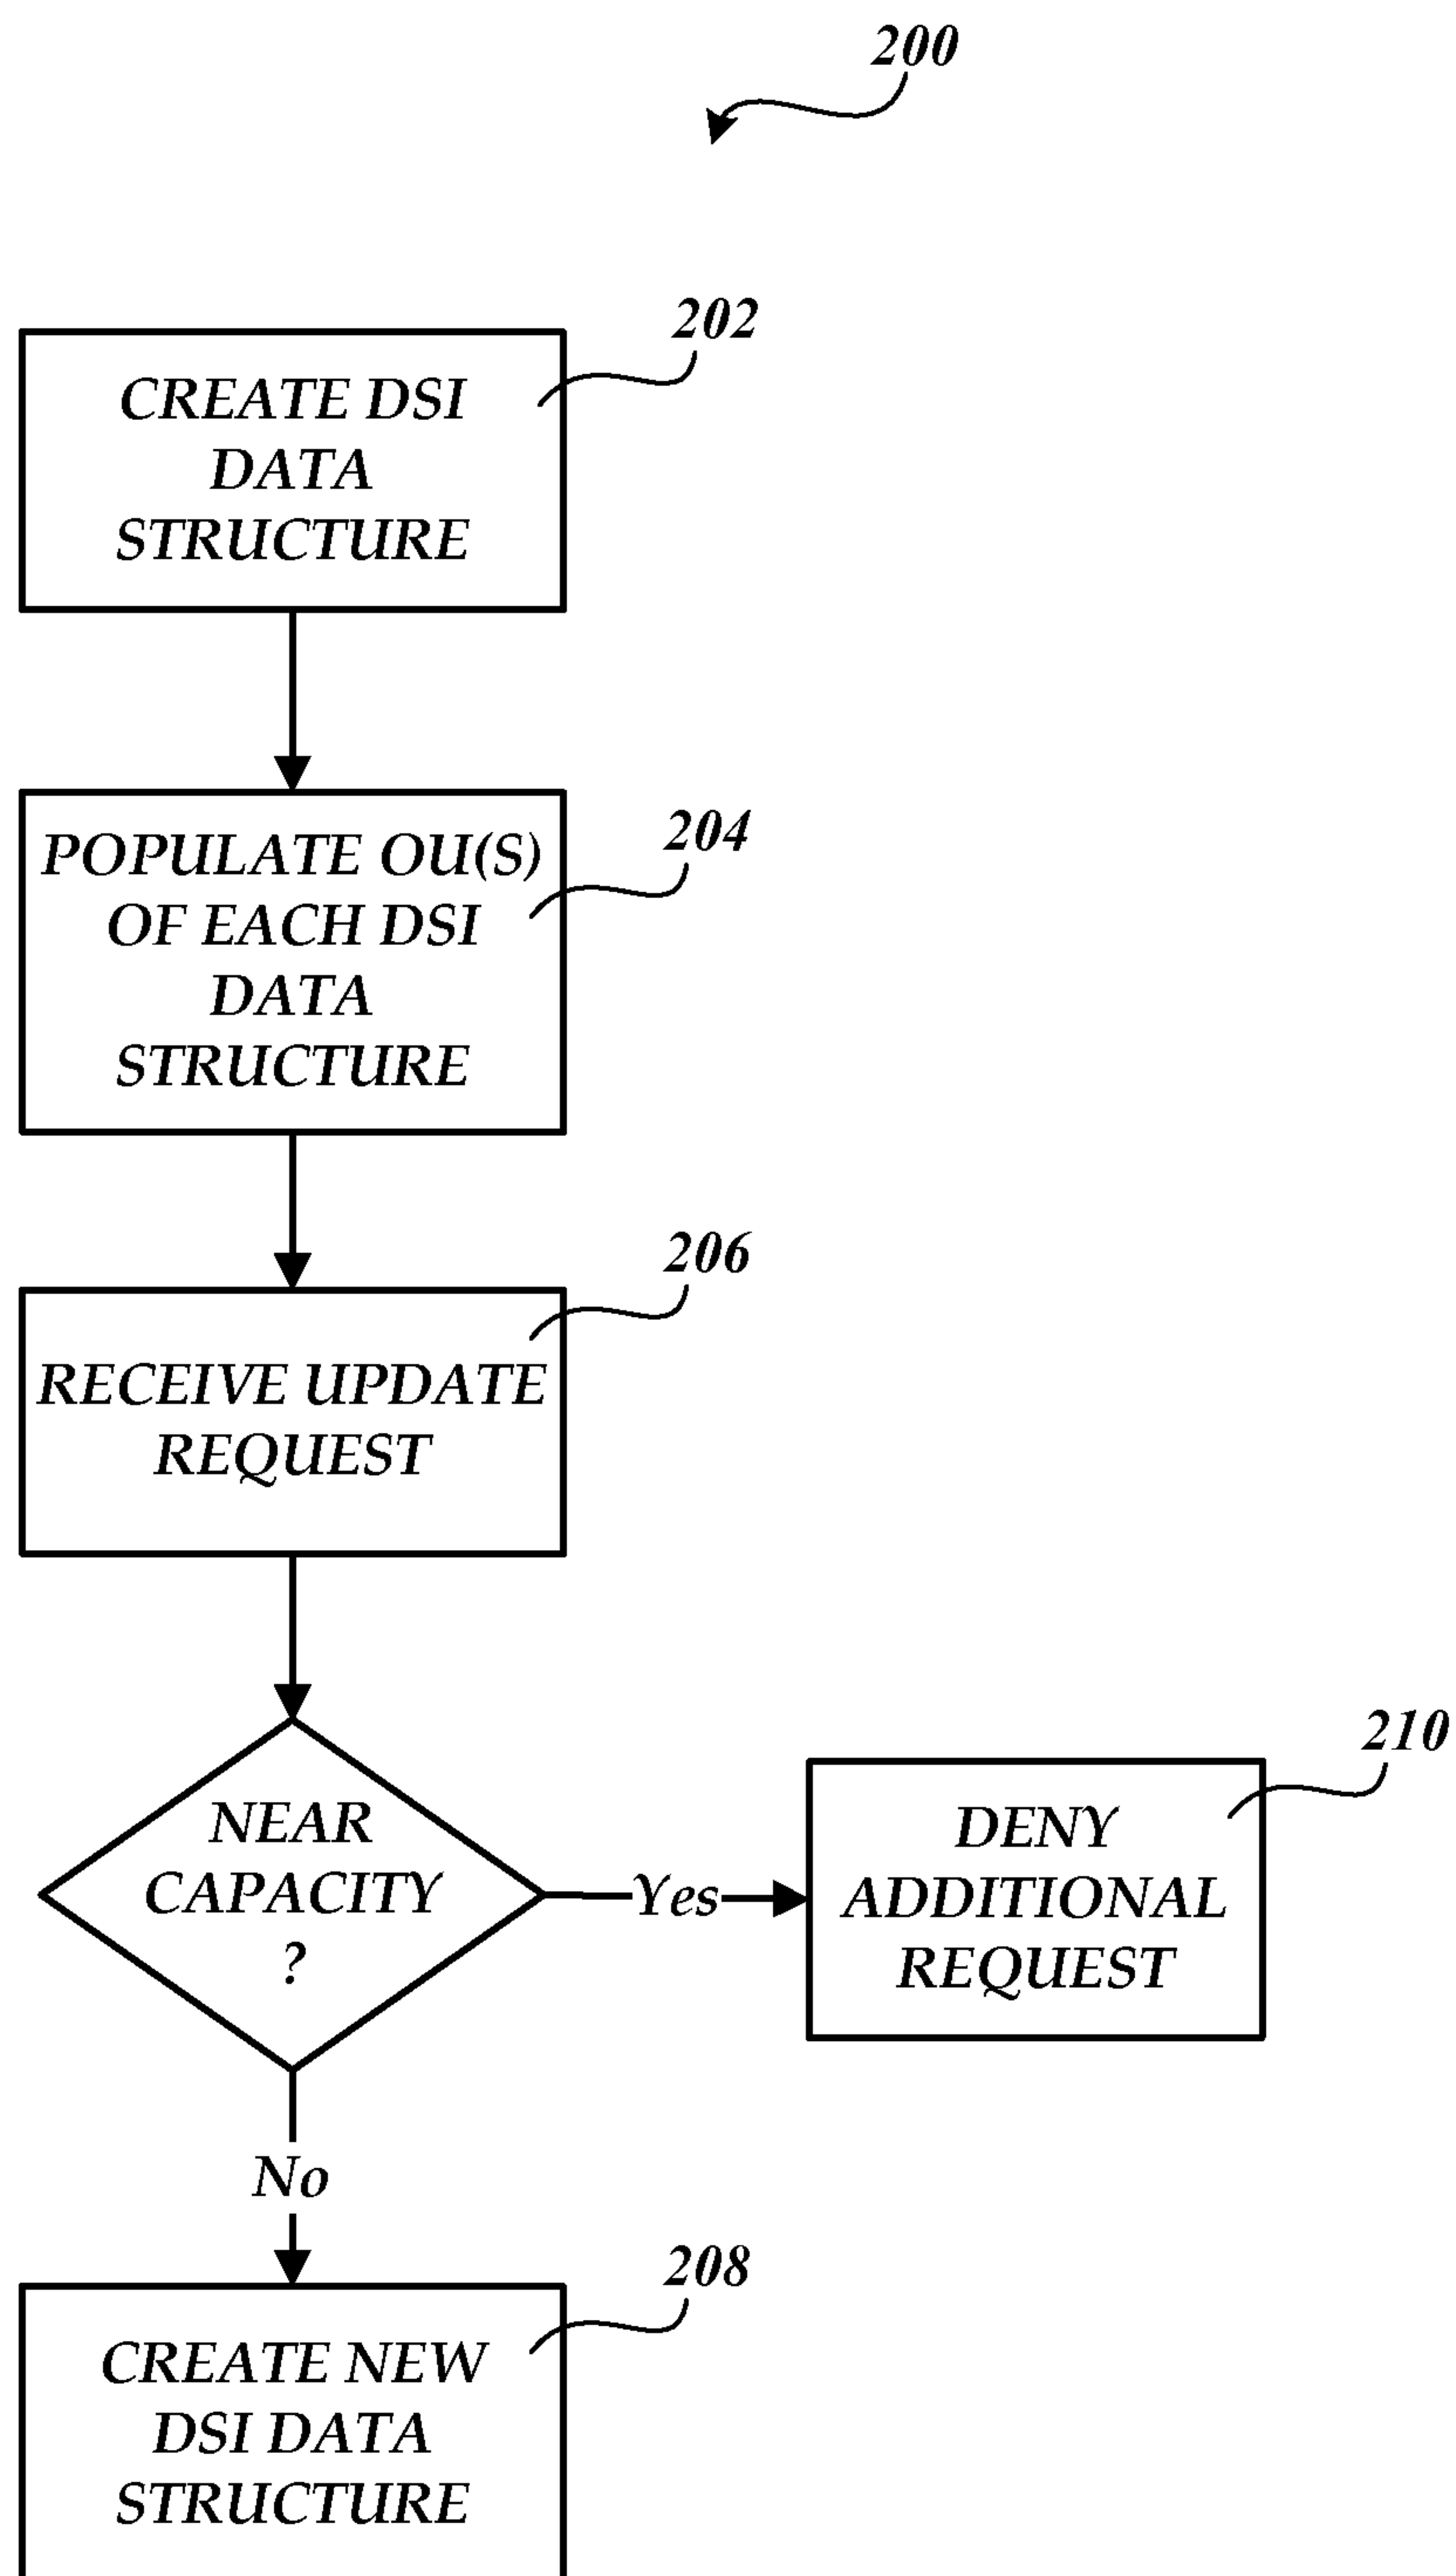 200
202
CREATE DSI
DATA
STRUCTURE
204
POPULATE OU(S)
OF EACH DSI
DATA
STRUCTURE
206
RECEIVE UPDATE
REQUEST
NEAR
CAPACITY
?
Yes
210
DENY
ADDITIONAL
REQUEST
No
208
CREATE NEW
DSI DATA
STRUCTURE